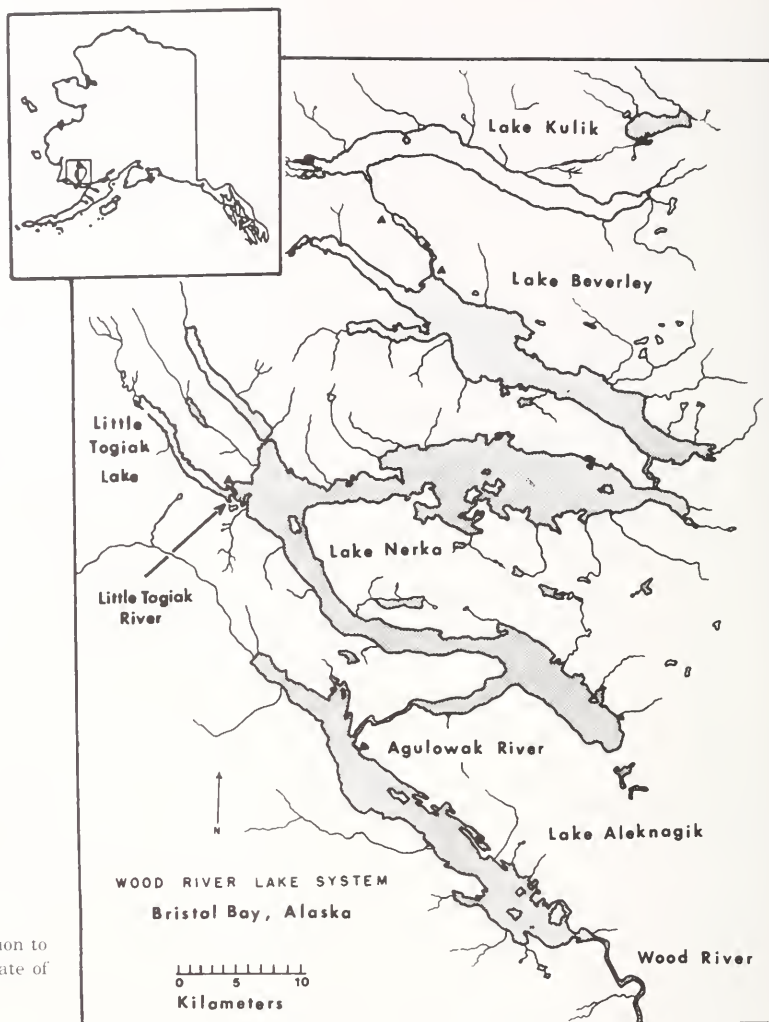 Lake Kulik
Lake Beverley
Little
Togiak
Lake
Lake Nerka
Little Togiak
River
Agulowak River
N
Lake Aleknagik
WOOD RIVER LAKE SYSTEM
Bristol Bay, Alaska
ion to
ate of
Wood River
0 5 10
Kilometers